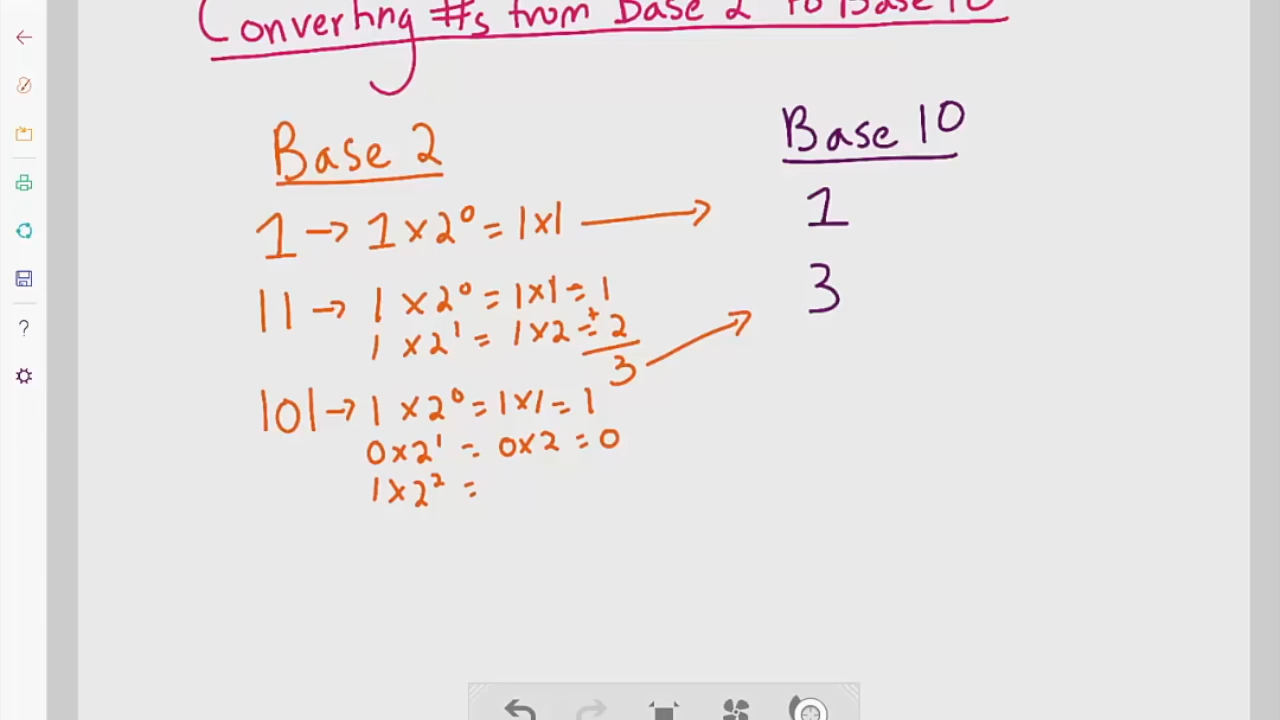 Converting #s from Base 2 to Base 10
Base 2
Base 10
1 → 1 × 2⁰ = 1×1 → 1
11 → 1 × 2⁰ = 1×1 = 1
1 × 2¹ = 1×2 = + 2
3 → 3
101 → 1 × 2⁰ = 1×1 = 1
0×2¹ = 0×2 = 0
1×2² =
?